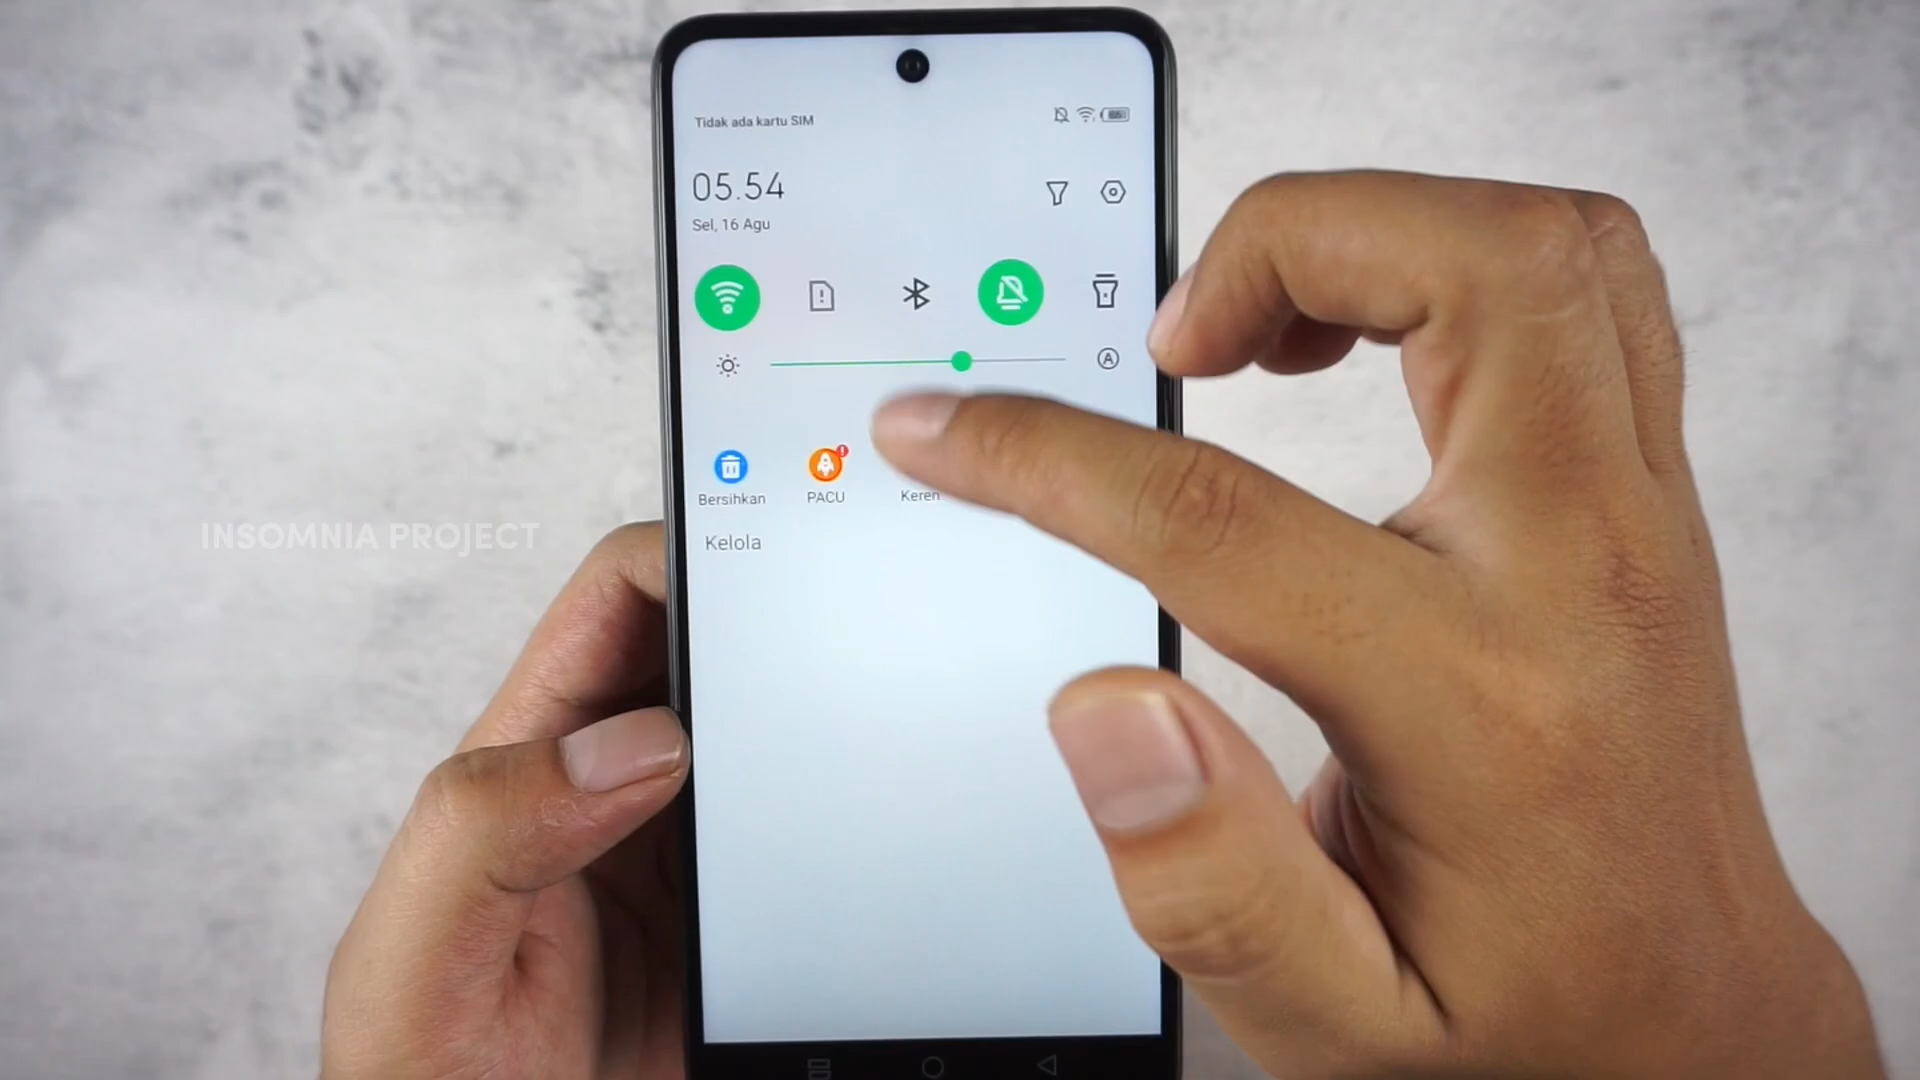 Tidak ada kartu SIM
05.54
Sel, 16 Agu
A
Bersihkan
PACU
Keren
Kelola
INSOMNIA PROJECT